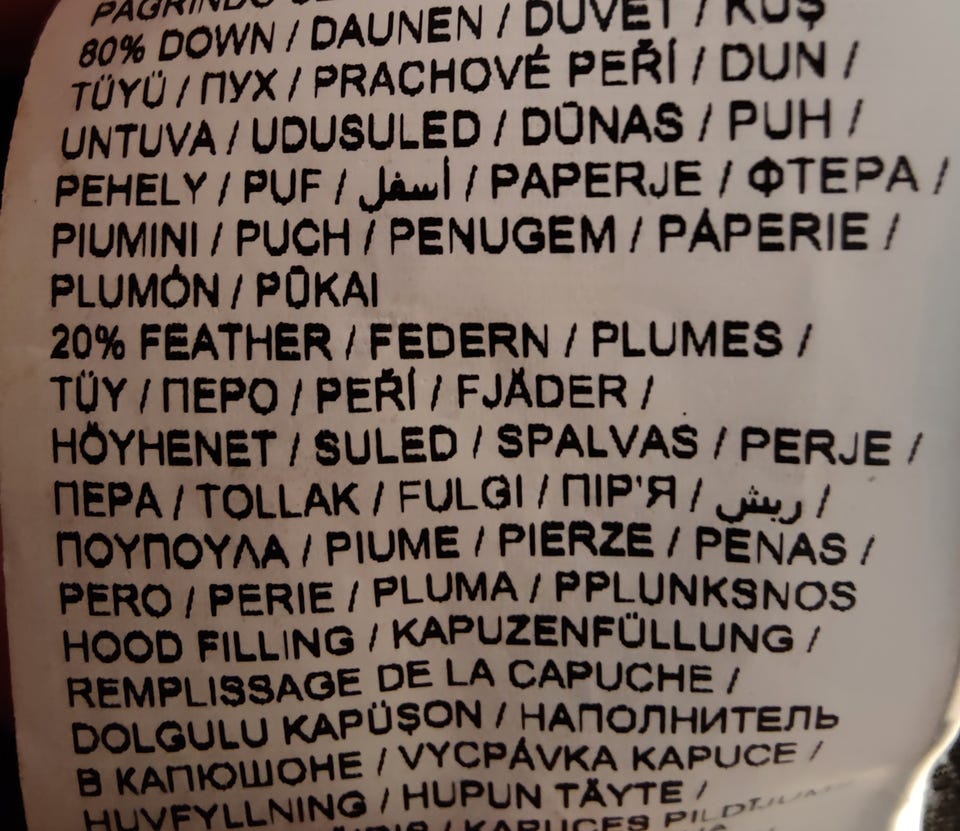 PAGRINDO
80% DOWN / DAUNEN / DUVET / KUŞ
TÜYÜ / ПУХ / PRACHOVÉ PEŘÍ / DUN /
UNTUVA / UDUSULED / DŪNAS / PUH /
PEHELY / PUF / أسفل / PAPERJE / ΦΤΕΡΑ /
PIUMINI / PUCH / PENUGEM / PÁPERIE /
PLUMÓN / PŪKAI
20% FEATHER / FEDERN / PLUMES /
TÜY / ПЕРО / PEŘÍ / FJÄDER /
HÖYHENET / SULED / SPALVAS / PERJE /
ПЕРА / TOLLAK / FULGI / ПІР'Я / ريش /
ΠΟΥΠΟΥΛΑ / PIUME / PIERZE / PENAS /
PERO / PERIE / PLUMA / PPLUNKSNOS
HOOD FILLING / KAPUZENFÜLLUNG /
REMPLISSAGE DE LA CAPUCHE /
DOLGULU KAPÜŞON / НАПОЛНИТЕЛЬ
В КАПЮШОНЕ / VYCPÁVKA KAPUCE /
HUVFYLLNING / HUPUN TÄYTE /
/ KAPUCES